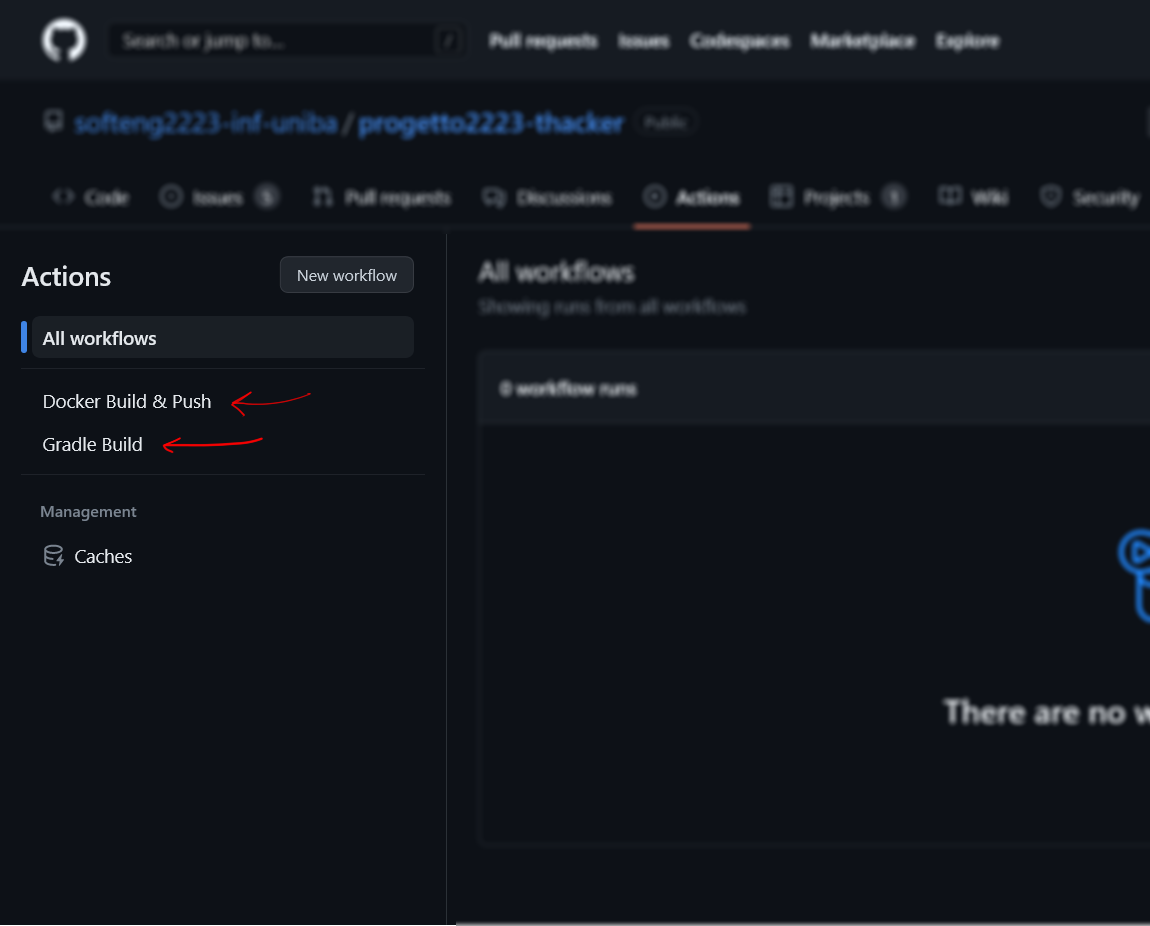 Search or jump to... /
Pull requests Issues Codespaces Marketplace Explore
softeng2223-inf-uniba / progetto2223-thacker Public
Code Issues 5 Pull requests Discussions Actions Projects 1 Wiki Security
Actions
New workflow
All workflows
Docker Build & Push
Gradle Build
Management
Caches
All workflows
Showing runs from all workflows
0 workflow runs
There are no w